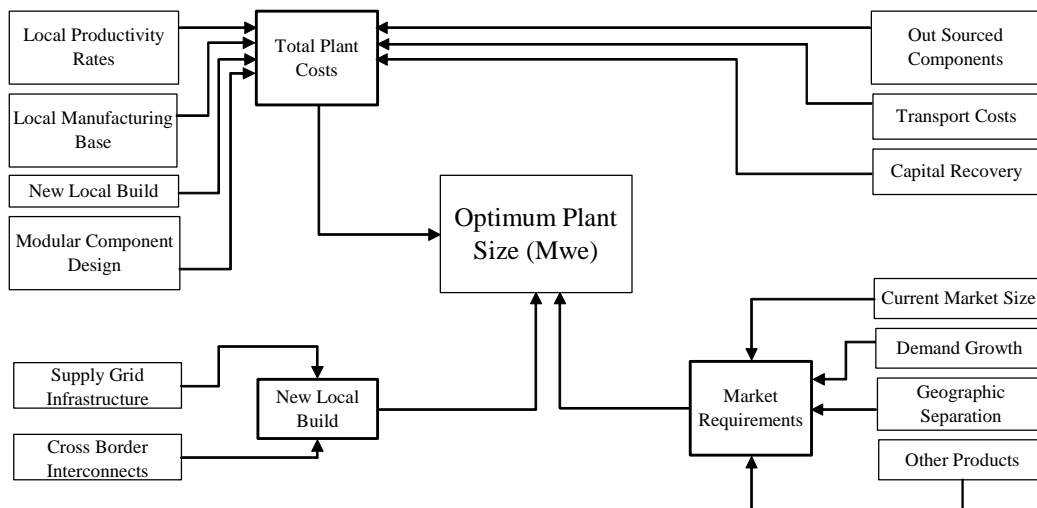 Local Productivity
Rates
Total Plant
Costs
Out Sourced
Components
Local Manufacturing
Base
Transport Costs
New Local Build
Capital Recovery
Modular Component
Design
Optimum Plant
Size (Mwe)
Current Market Size
Demand Growth
Supply Grid
Infrastructure
New Local
Build
Market
Requirements
Geographic
Separation
Cross Border
Interconnects
Other Products